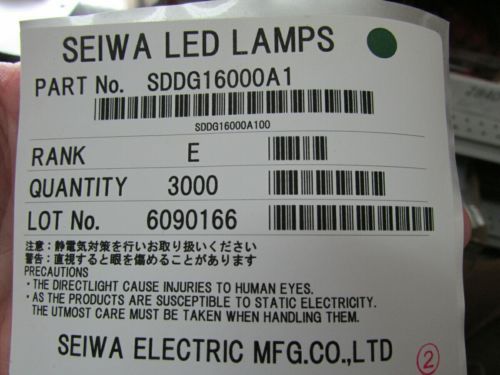 SEIWA LED LAMPS
PART No. SDDG16000A1
SDDG16000A100
RANK E
QUANTITY 3000
LOT No. 6090166
注意：静電気対策を行いお取り扱いください
警告：直視すると眼を傷めることがあります
PRECAUTIONS
・THE DIRECTLIGHT CAUSE INJURIES TO HUMAN EYES.
・AS THE PRODUCTS ARE SUSCEPTIBLE TO STATIC ELECTRICITY.
THE UTMOST CARE MUST BE TAKEN WHEN HANDLING THEM.
SEIWA ELECTRIC MFG.CO.,LTD
②